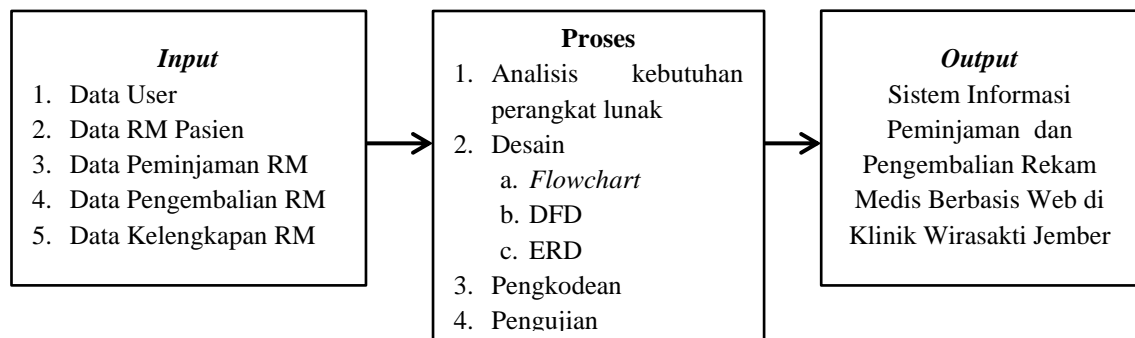 Input
1. Data User
2. Data RM Pasien
3. Data Peminjaman RM
4. Data Pengembalian RM
5. Data Kelengkapan RM
Proses
1. Analisis kebutuhan
perangkat lunak
2. Desain
a. Flowchart
b. DFD
c. ERD
3. Pengkodean
4. Pengujian
Output
Sistem Informasi
Peminjaman dan
Pengembalian Rekam
Medis Berbasis Web di
Klinik Wirasakti Jember